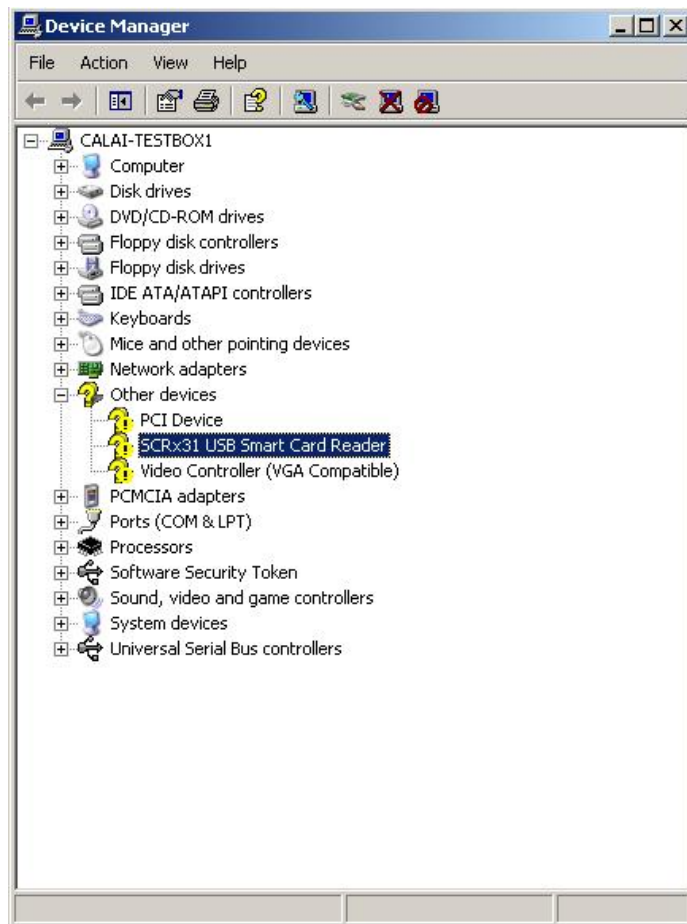 Device Manager
File Action View Help
CALAI-TESTBOX1
Computer
Disk drives
DVD/CD-ROM drives
Floppy disk controllers
Floppy disk drives
IDE ATA/ATAPI controllers
Keyboards
Mice and other pointing devices
Network adapters
Other devices
PCI Device
SCRx31 USB Smart Card Reader
Video Controller (VGA Compatible)
PCMCIA adapters
Ports (COM & LPT)
Processors
Software Security Token
Sound, video and game controllers
System devices
Universal Serial Bus controllers